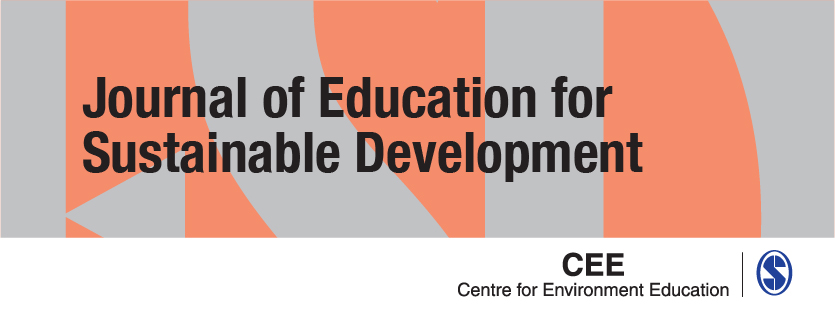 Journal of Education for
Sustainable Development
CEE
Centre for Environment Education
S